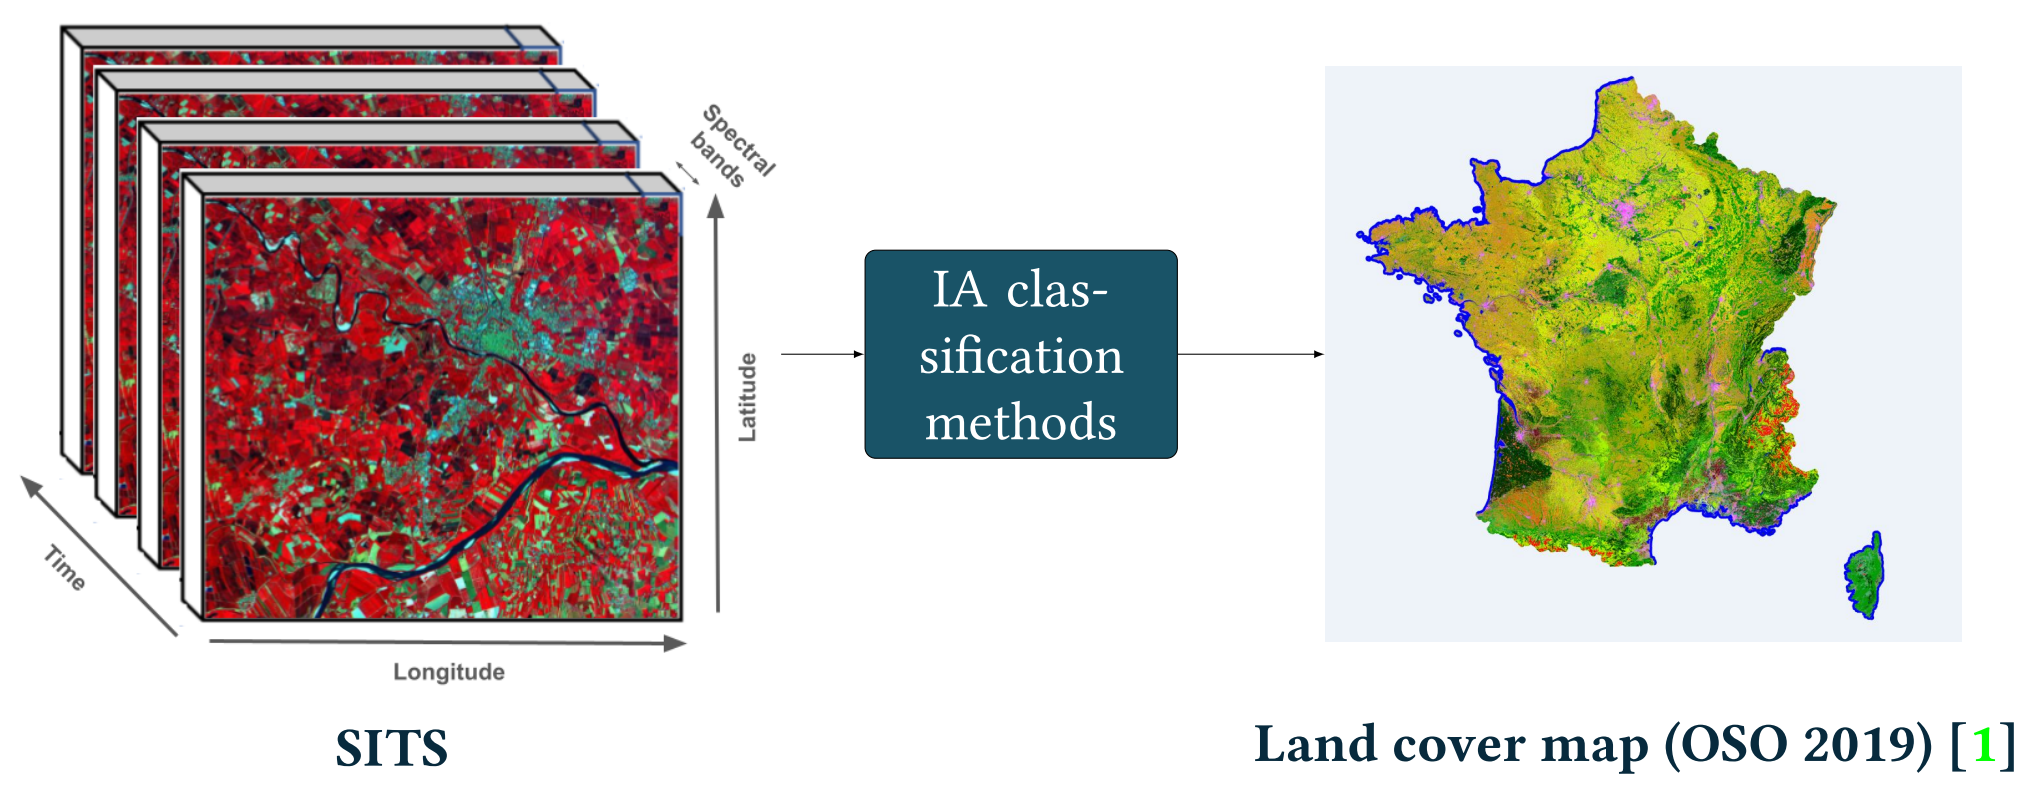 Spectral
bands
Latitude
Time
Longitude
SITS
IA clas-
sification
methods
Land cover map (OSO 2019) [1]